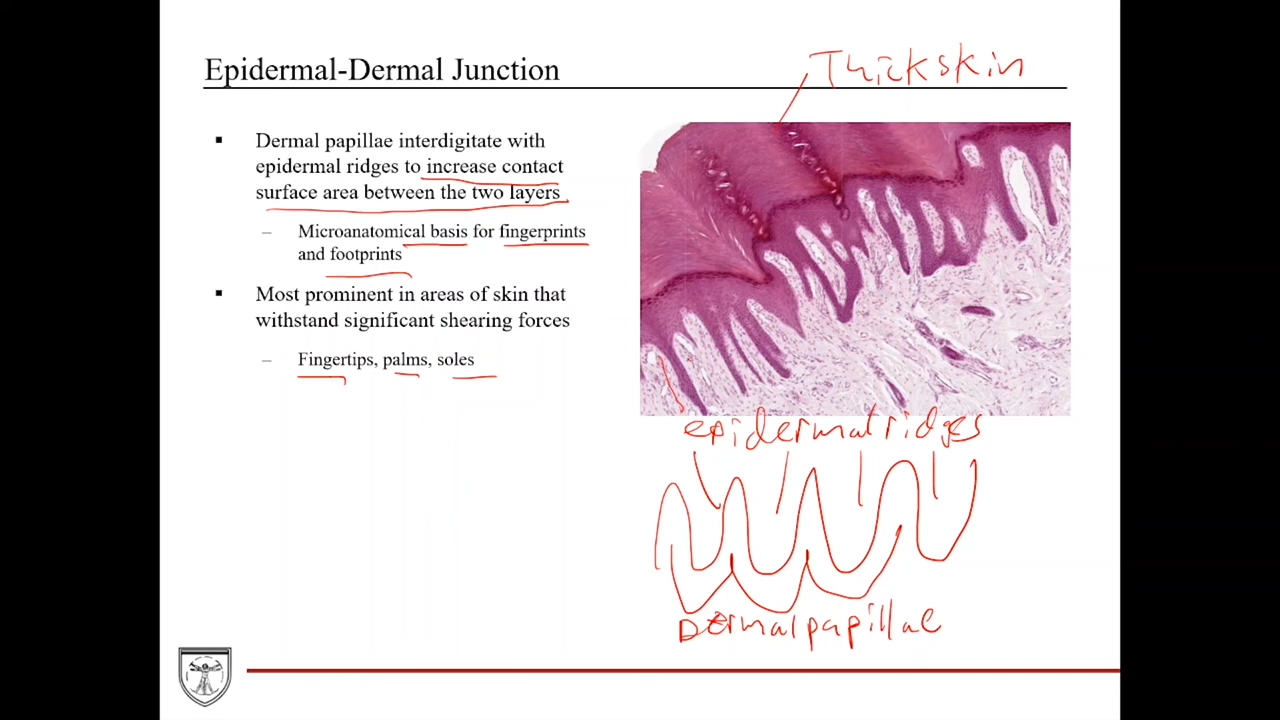 Epidermal-Dermal Junction
Thick skin
▪ Dermal papillae interdigitate with
epidermal ridges to increase contact
surface area between the two layers
– Microanatomical basis for fingerprints
and footprints
▪ Most prominent in areas of skin that
withstand significant shearing forces
– Fingertips, palms, soles
epidermal ridges
Dermal papillae